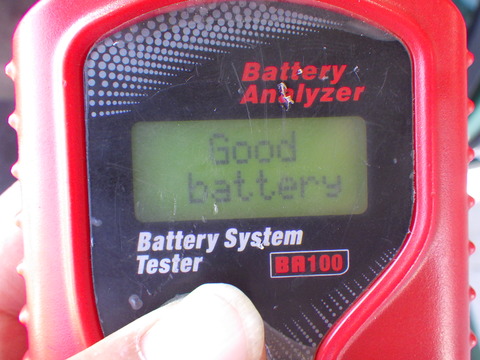 Battery
Analyzer
Good
battery
Battery System
Tester
BR100